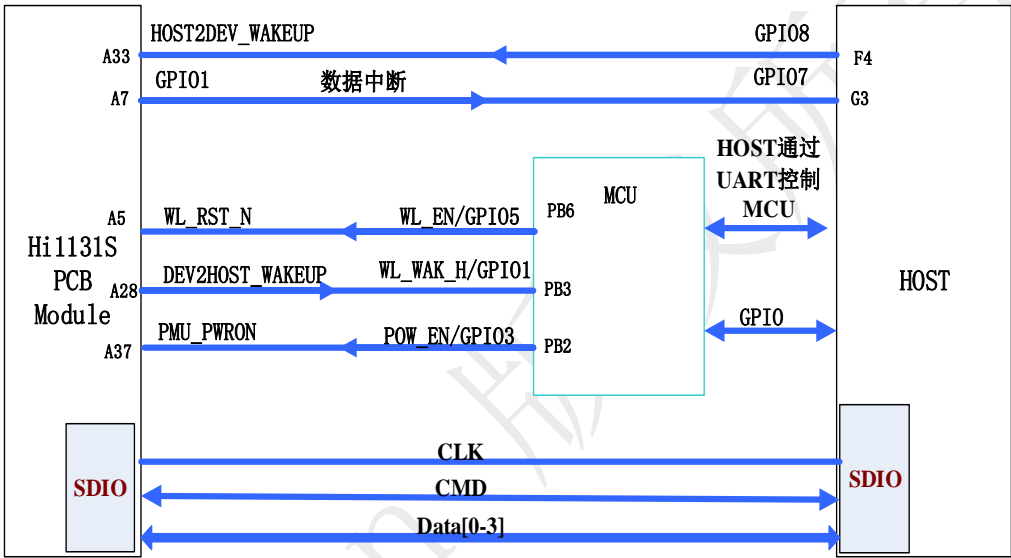 HOST2DEV_WAKEUP
GPIO8
A33
F4
GPIO1
数据中断
GPIO7
A7
G3
HOST通过
UART控制
MCU
MCU
A5
WL_RST_N
WL_EN/GPIO5
PB6
Hi1131S
PCB
Module
HOST
DEV2HOST_WAKEUP
WL_WAK_H/GPIO1
A28
PB3
GPIO
PMU_PWRON
POW_EN/GPIO3
A37
PB2
CLK
SDIO
CMD
SDIO
Data[0-3]